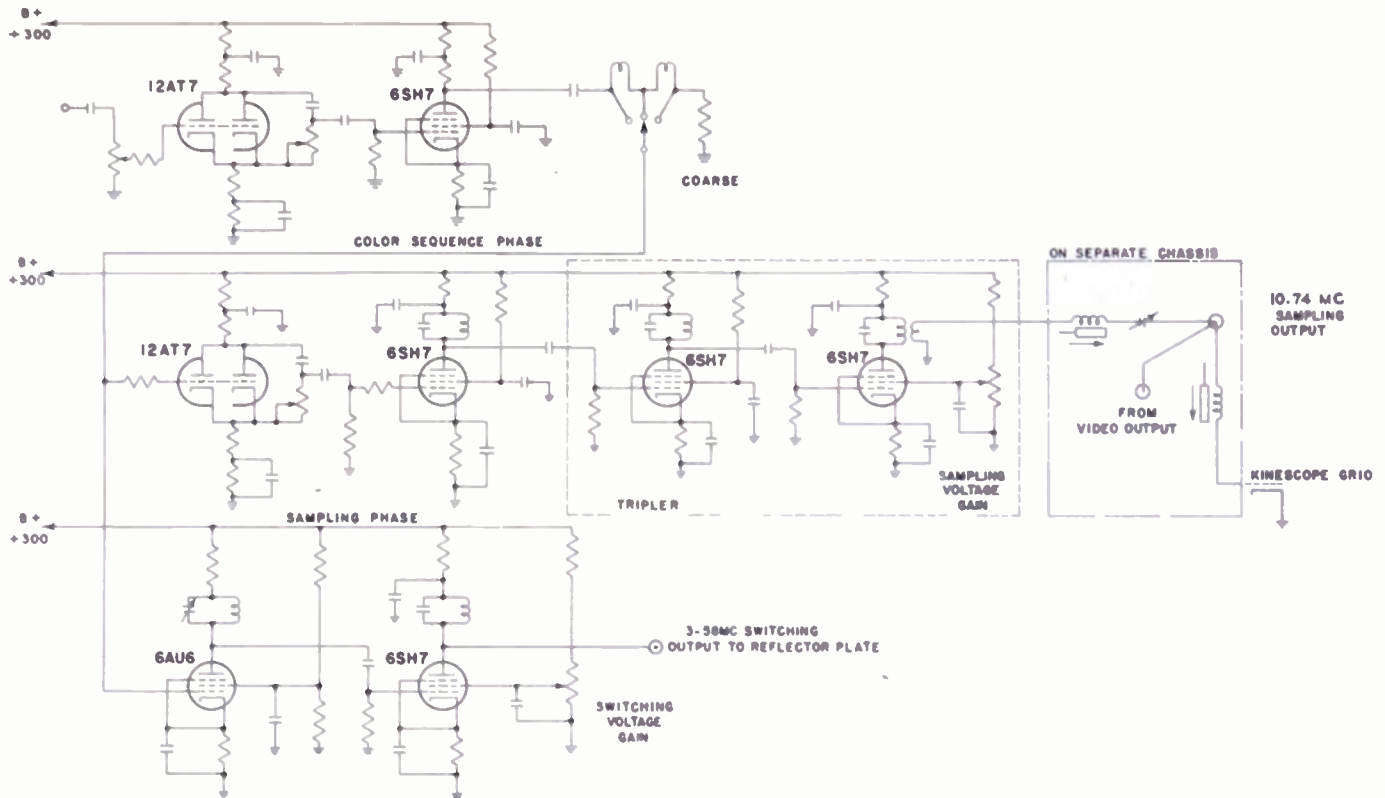 B+
+300
12AT7
6SH7
COARSE
COLOR SEQUENCE PHASE
B+
+300
ON SEPARATE CHASSIS
10.74 MC
SAMPLING
OUTPUT
12AT7
6SH7
6SH7
6SH7
FROM
VIDEO OUTPUT
KINESCOPE GRID
TRIPLER
SAMPLING
VOLTAGE
GAIN
SAMPLING PHASE
B+
+300
3-58MC SWITCHING
OUTPUT TO REFLECTOR PLATE
6AU6
6SH7
SWITCHING
VOLTAGE
GAIN